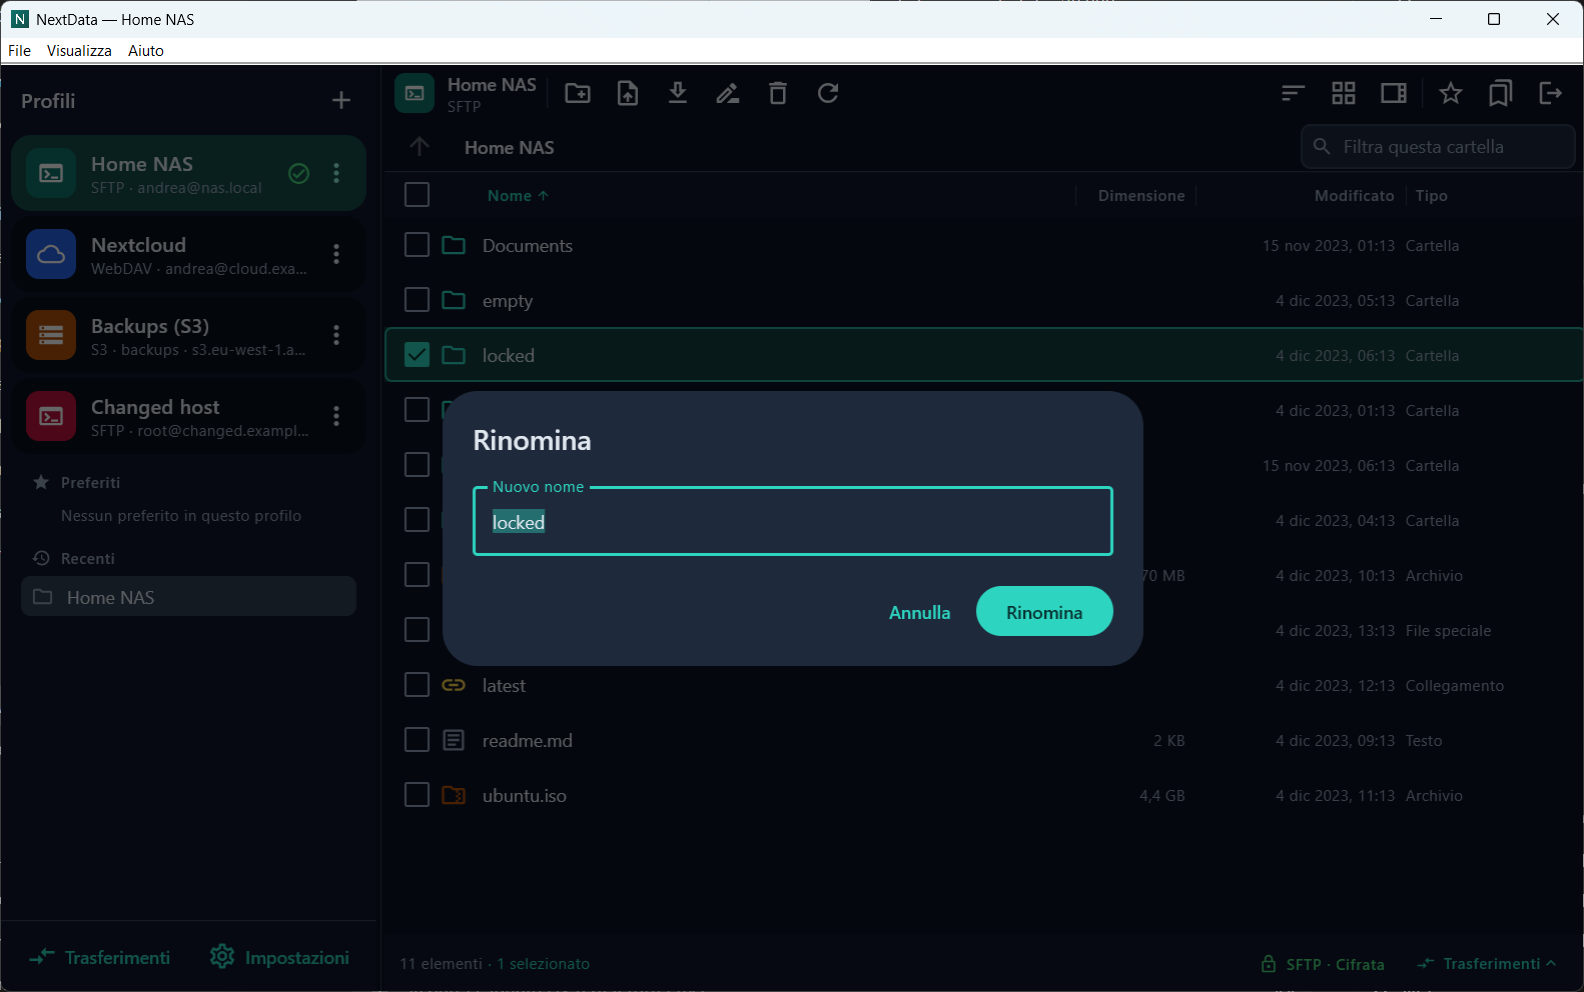 NextData — Home NAS
File Visualizza Aiuto
Profili
Home NAS
SFTP · andrea@nas.local
Nextcloud
WebDAV · andrea@cloud.exa...
Backups (S3)
S3 · backups · s3.eu-west-1.a...
Changed host
SFTP · root@changed.exampl...
Preferiti
Nessun preferito in questo profilo
Recenti
Home NAS
Trasferimenti Impostazioni
Home NAS
SFTP
Home NAS
Filtra questa cartella
Nome Dimensione Modificato Tipo
Documents 15 nov 2023, 01:13 Cartella
empty 4 dic 2023, 05:13 Cartella
locked 4 dic 2023, 06:13 Cartella
4 dic 2023, 01:13 Cartella
15 nov 2023, 06:13 Cartella
4 dic 2023, 04:13 Cartella
70 MB 4 dic 2023, 10:13 Archivio
4 dic 2023, 13:13 File speciale
latest 4 dic 2023, 12:13 Collegamento
readme.md 2 KB 4 dic 2023, 09:13 Testo
ubuntu.iso 4,4 GB 4 dic 2023, 11:13 Archivio
Rinomina
Nuovo nome
locked
Annulla Rinomina
11 elementi · 1 selezionato
SFTP · Cifrata Trasferimenti